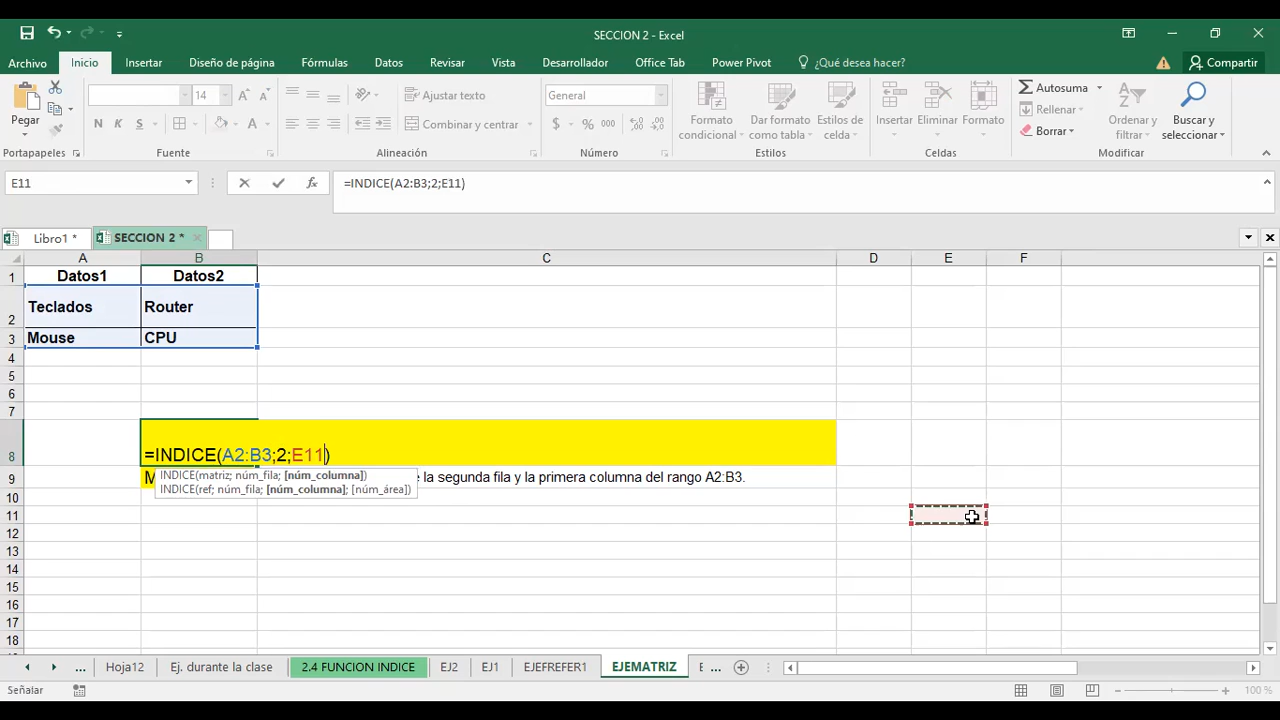 SECCION 2 - Excel
Archivo Inicio Insertar Diseño de página Fórmulas Datos Revisar Vista Desarrollador Office Tab Power Pivot ¿Qué desea hacer? Compartir
14 Ajustar texto General Autosuma
Pegar Formato Tablas Estilos de Insertar Eliminar Formato Rellenar Ordenar y Buscar y
N K S Combinar y centrar $ % 000 condicional como tabla celda Borrar filtrar seleccionar
Portapapeles Fuente Alineación Número Estilos Celdas Modificar
E11 fx =INDICE(A2:B3;2;E11)
Libro1 * SECCION 2 *
A B C D E F
1 Datos1 Datos2
2 Teclados Router
3 Mouse CPU
4
5
6
7
8 =INDICE(A2:B3;2;E11)
INDICE(matriz; núm_fila; [núm_columna])
9 e la segunda fila y la primera columna del rango A2:B3.
INDICE(ref; núm_fila; [núm_columna]; [núm_área])
10
11
12
13
14
15
16
17
18
... Hoja12 Ej. durante la clase 2.4 FUNCION INDICE EJ2 EJ1 EJEFREFER1 EJEMATRIZ E ...
Señalar 100 %